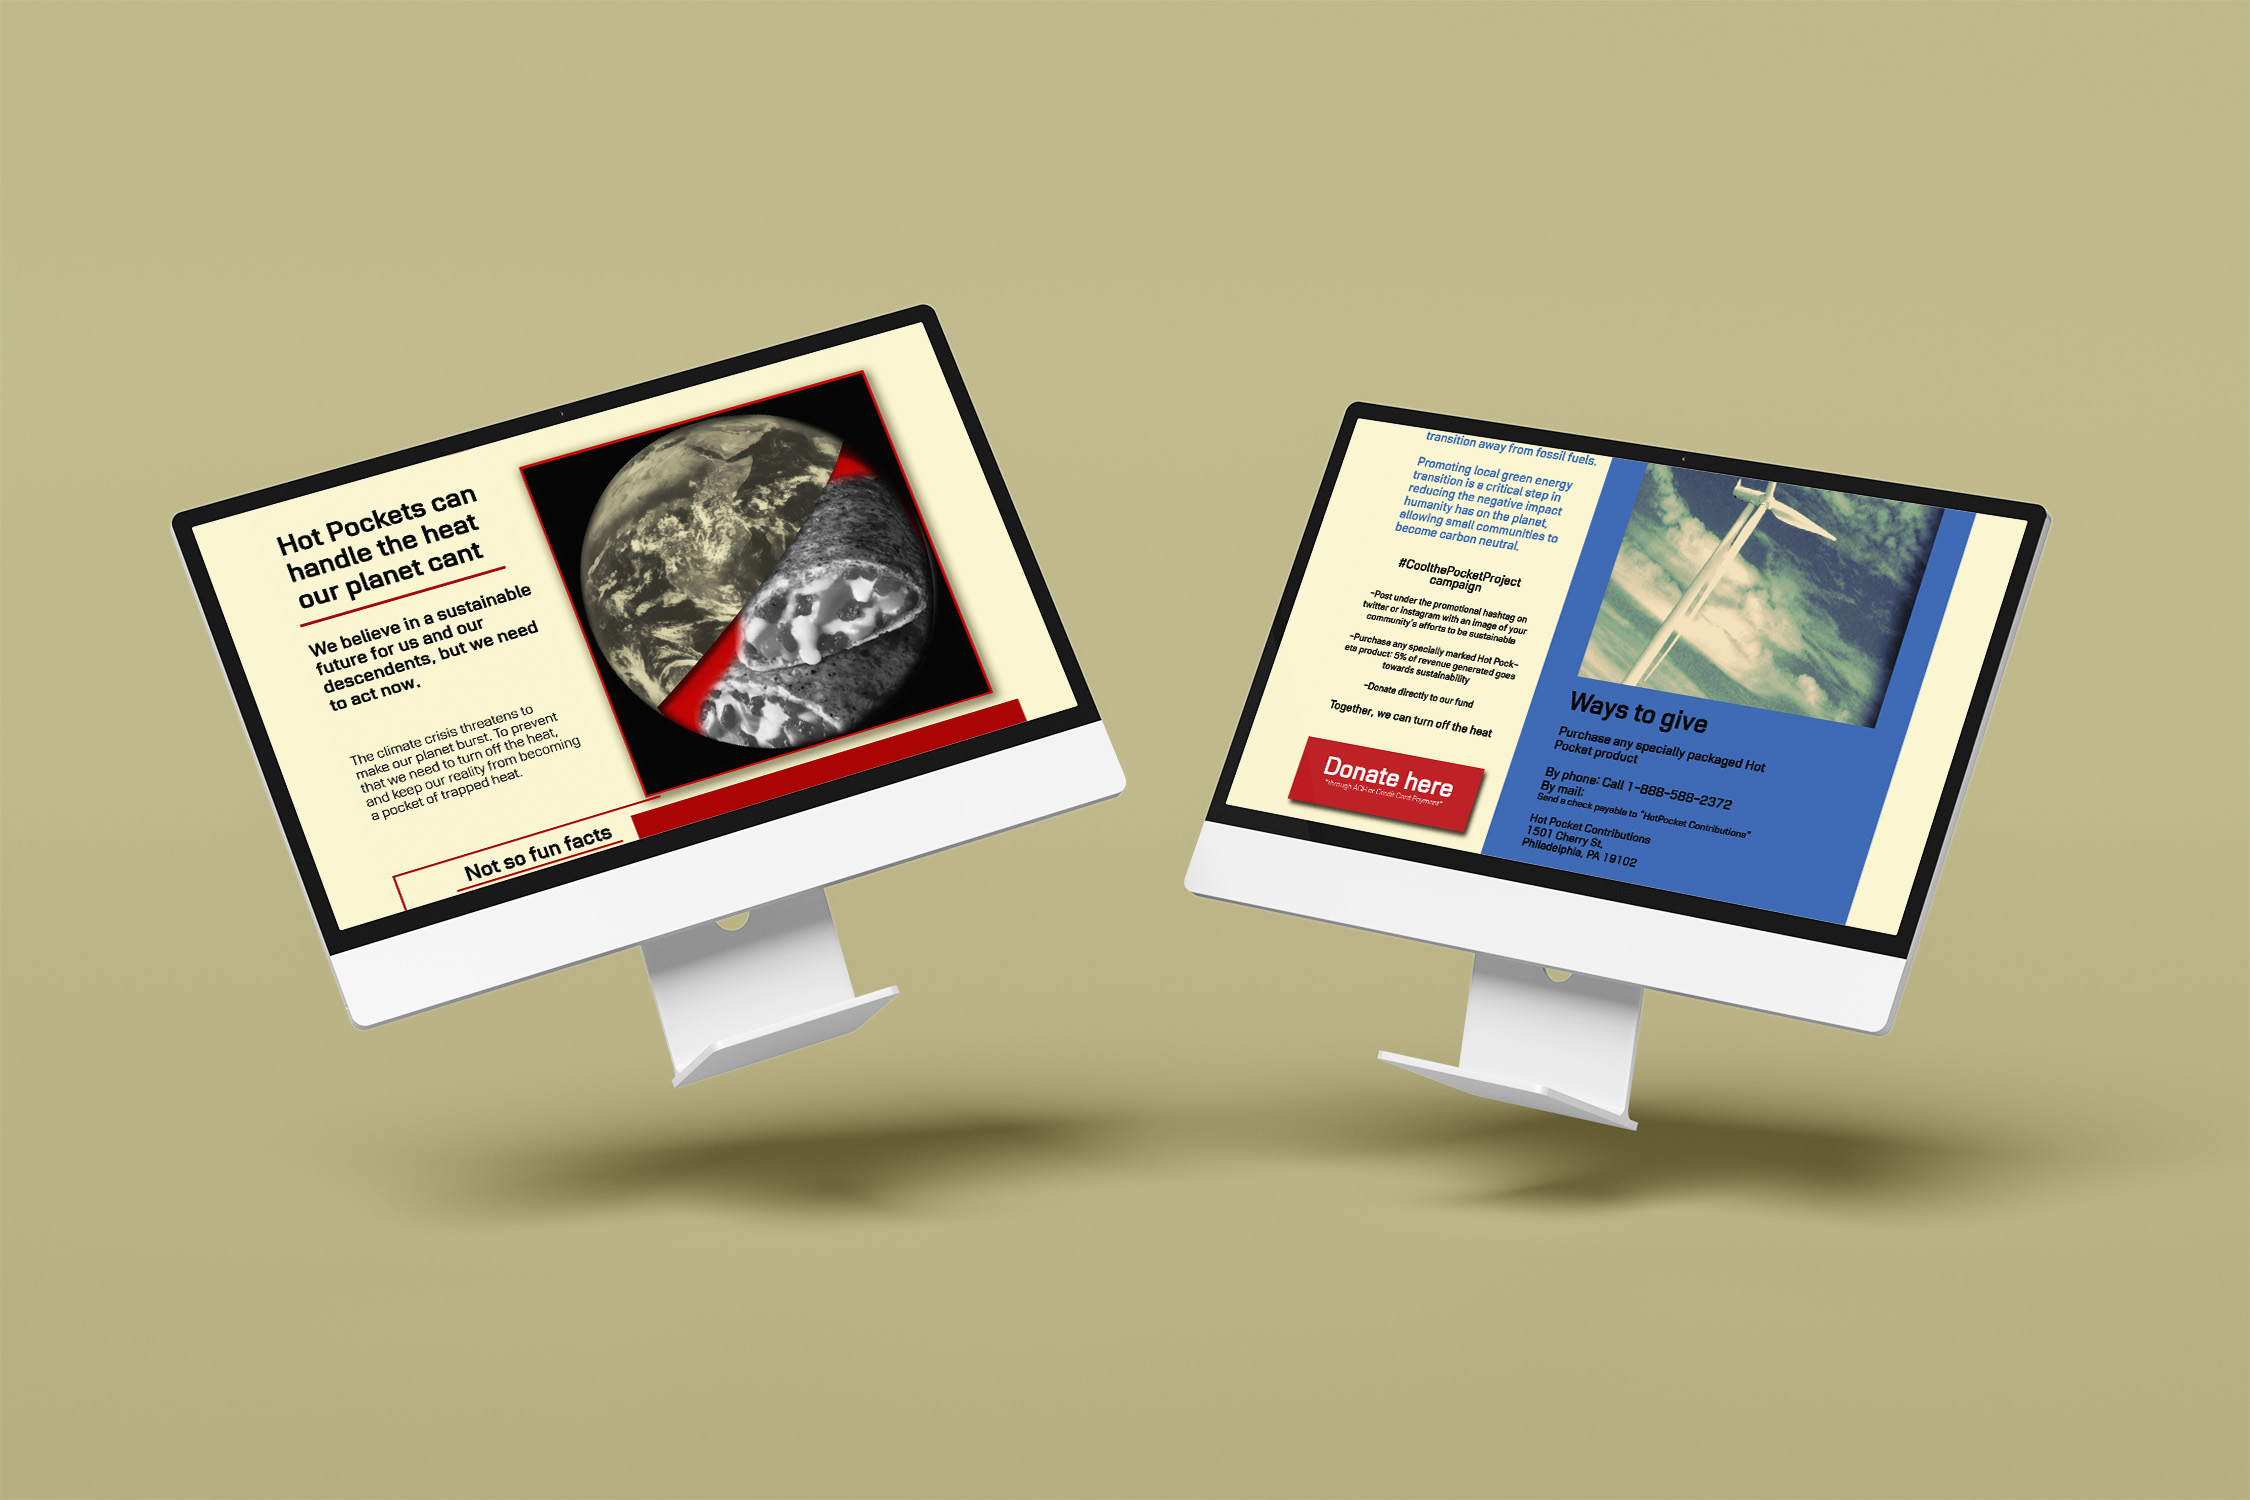 Hot Pockets can
handle the heat
our planet cant
We believe in a sustainable
future for us and our
descendents, but we need
to act now.
The climate crisis threatens to
make our planet burst. To prevent
that we need to turn off the heat,
and keep our reality from becoming
a pocket of trapped heat.
Not so fun facts
transition away from fossil fuels.
Promoting local green energy
transition is a critical step in
reducing the negative impact
humanity has on the planet,
allowing small communities to
become carbon neutral.
#CoolthePocketProject
campaign
-Post under the promotional hashtag on
twitter or instagram with an image of your
community's efforts to be sustainable
-Purchase any specially marked Hot Pock-
ets product: 5% of revenue generated goes
towards sustainability
-Donate directly to our fund
Together, we can turn off the heat
Donate here
*through ACH or Credit Card Payment*
Ways to give
Purchase any specially packaged Hot
Pocket product
By phone: Call 1-888-588-2372
By mail:
Send a check payable to "HotPocket Contributions"
Hot Pocket Contributions
1501 Cherry St,
Philadelphia, PA 19102